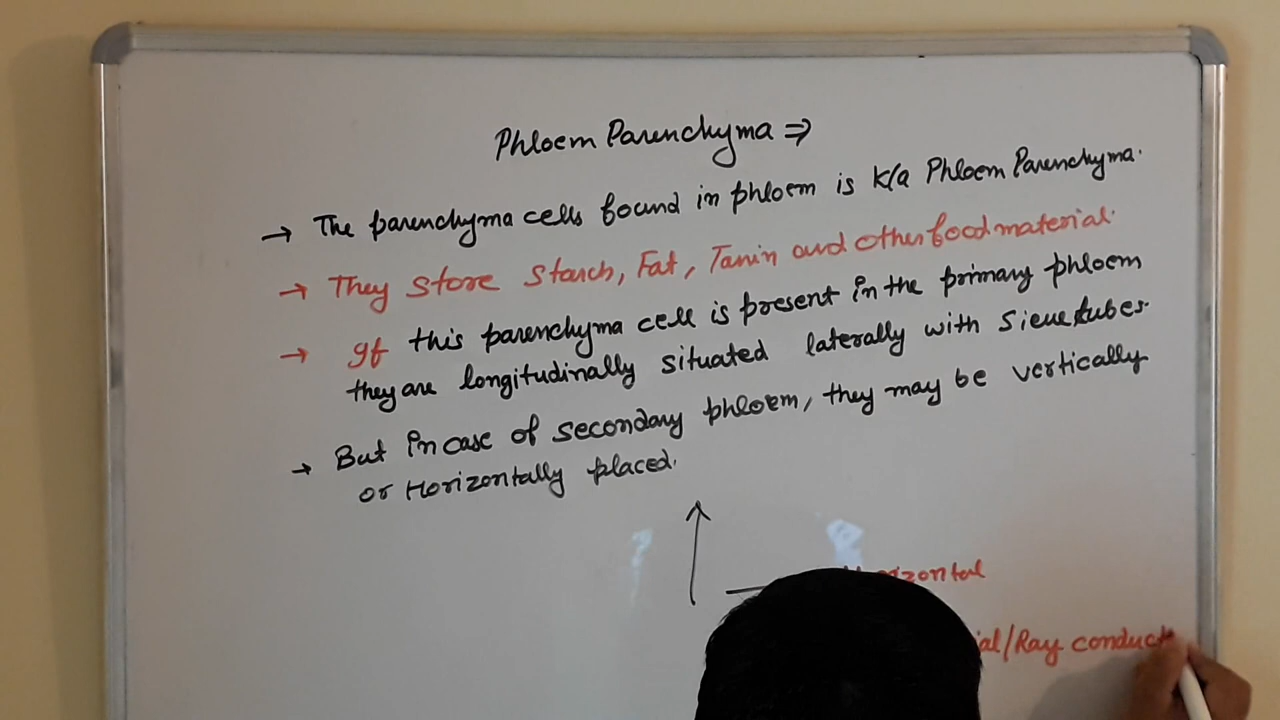 Phloem Parenchyma ⇒
→ The parenchyma cells found in phloem is k/a Phloem Parenchyma.
→ They store starch, Fat, Tanin and other food material.
→ If this parenchyma cell is present in the primary phloem
they are longitudinally situated laterally with Sieve tubes.
→ But in case of secondary phloem, they may be vertically
or Horizontally placed.